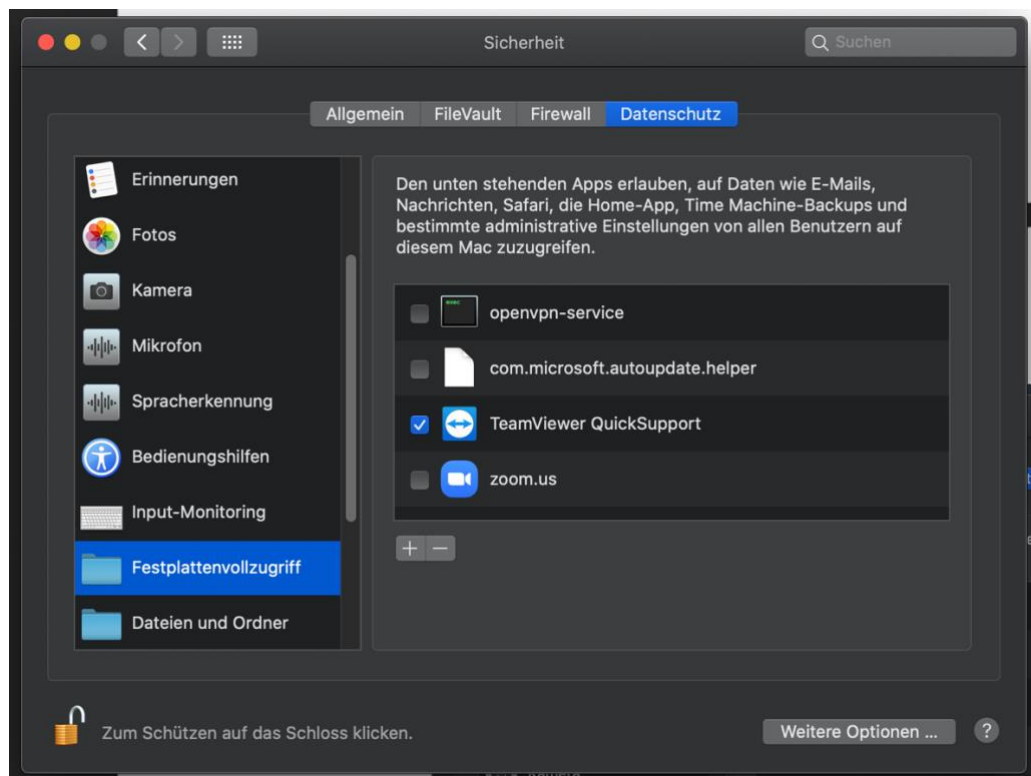 Sicherheit
Suchen
Allgemein
FileVault
Firewall
Datenschutz
Erinnerungen
Fotos
Kamera
Mikrofon
Spracherkennung
Bedienungshilfen
Input-Monitoring
Festplattenvollzugriff
Dateien und Ordner
Den unten stehenden Apps erlauben, auf Daten wie E-Mails,
Nachrichten, Safari, die Home-App, Time Machine-Backups und
bestimmte administrative Einstellungen von allen Benutzern auf
diesem Mac zuzugreifen.
openvpn-service
com.microsoft.autoupdate.helper
TeamViewer QuickSupport
zoom.us
Zum Schützen auf das Schloss klicken.
Weitere Optionen ...
?